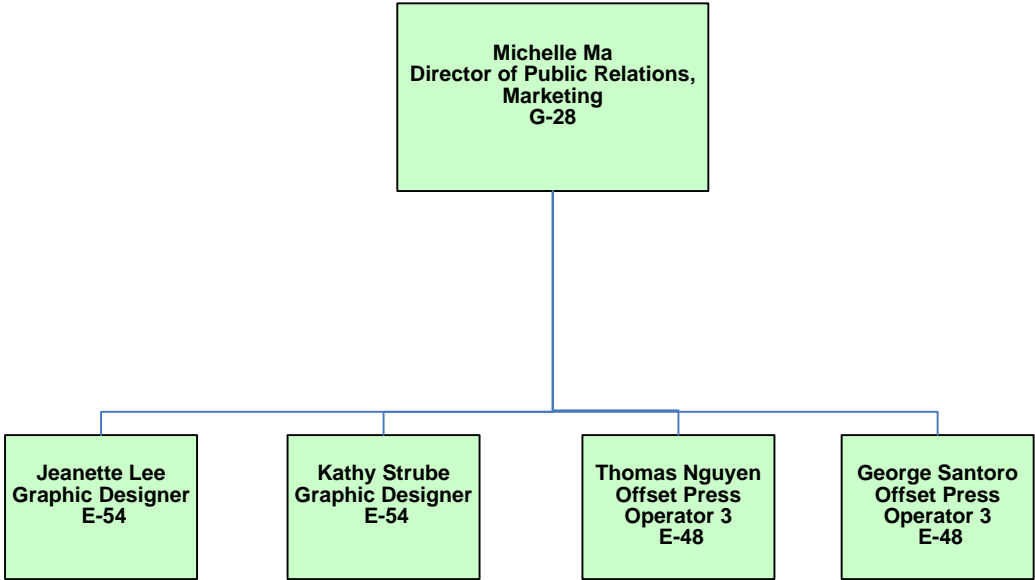 Michelle Ma
Director of Public Relations,
Marketing
G-28
Jeanette Lee
Graphic Designer
E-54
Kathy Strube
Graphic Designer
E-54
Thomas Nguyen
Offset Press
Operator 3
E-48
George Santoro
Offset Press
Operator 3
E-48